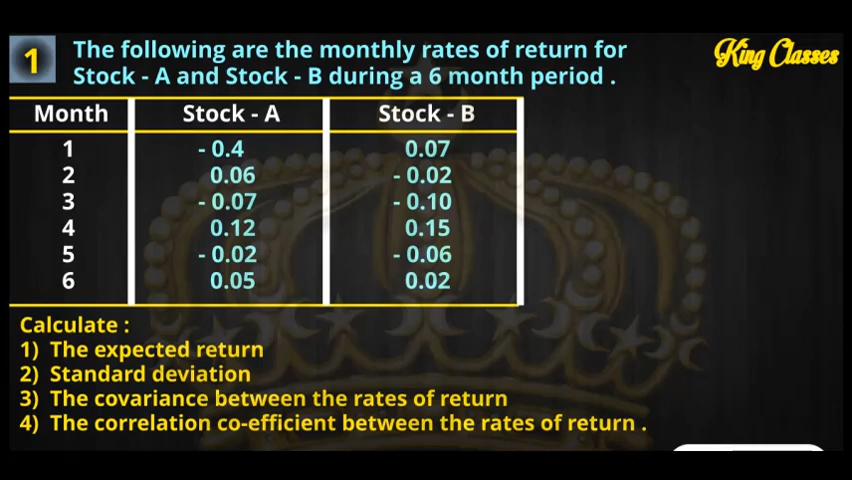 1
The following are the monthly rates of return for
King Classes
Stock - A and Stock - B during a 6 month period .
Month Stock - A Stock - B
1 - 0.4 0.07
2 0.06 - 0.02
3 - 0.07 - 0.10
4 0.12 0.15
5 - 0.02 - 0.06
6 0.05 0.02
Calculate :
1) The expected return
2) Standard deviation
3) The covariance between the rates of return
4) The correlation co-efficient between the rates of return .